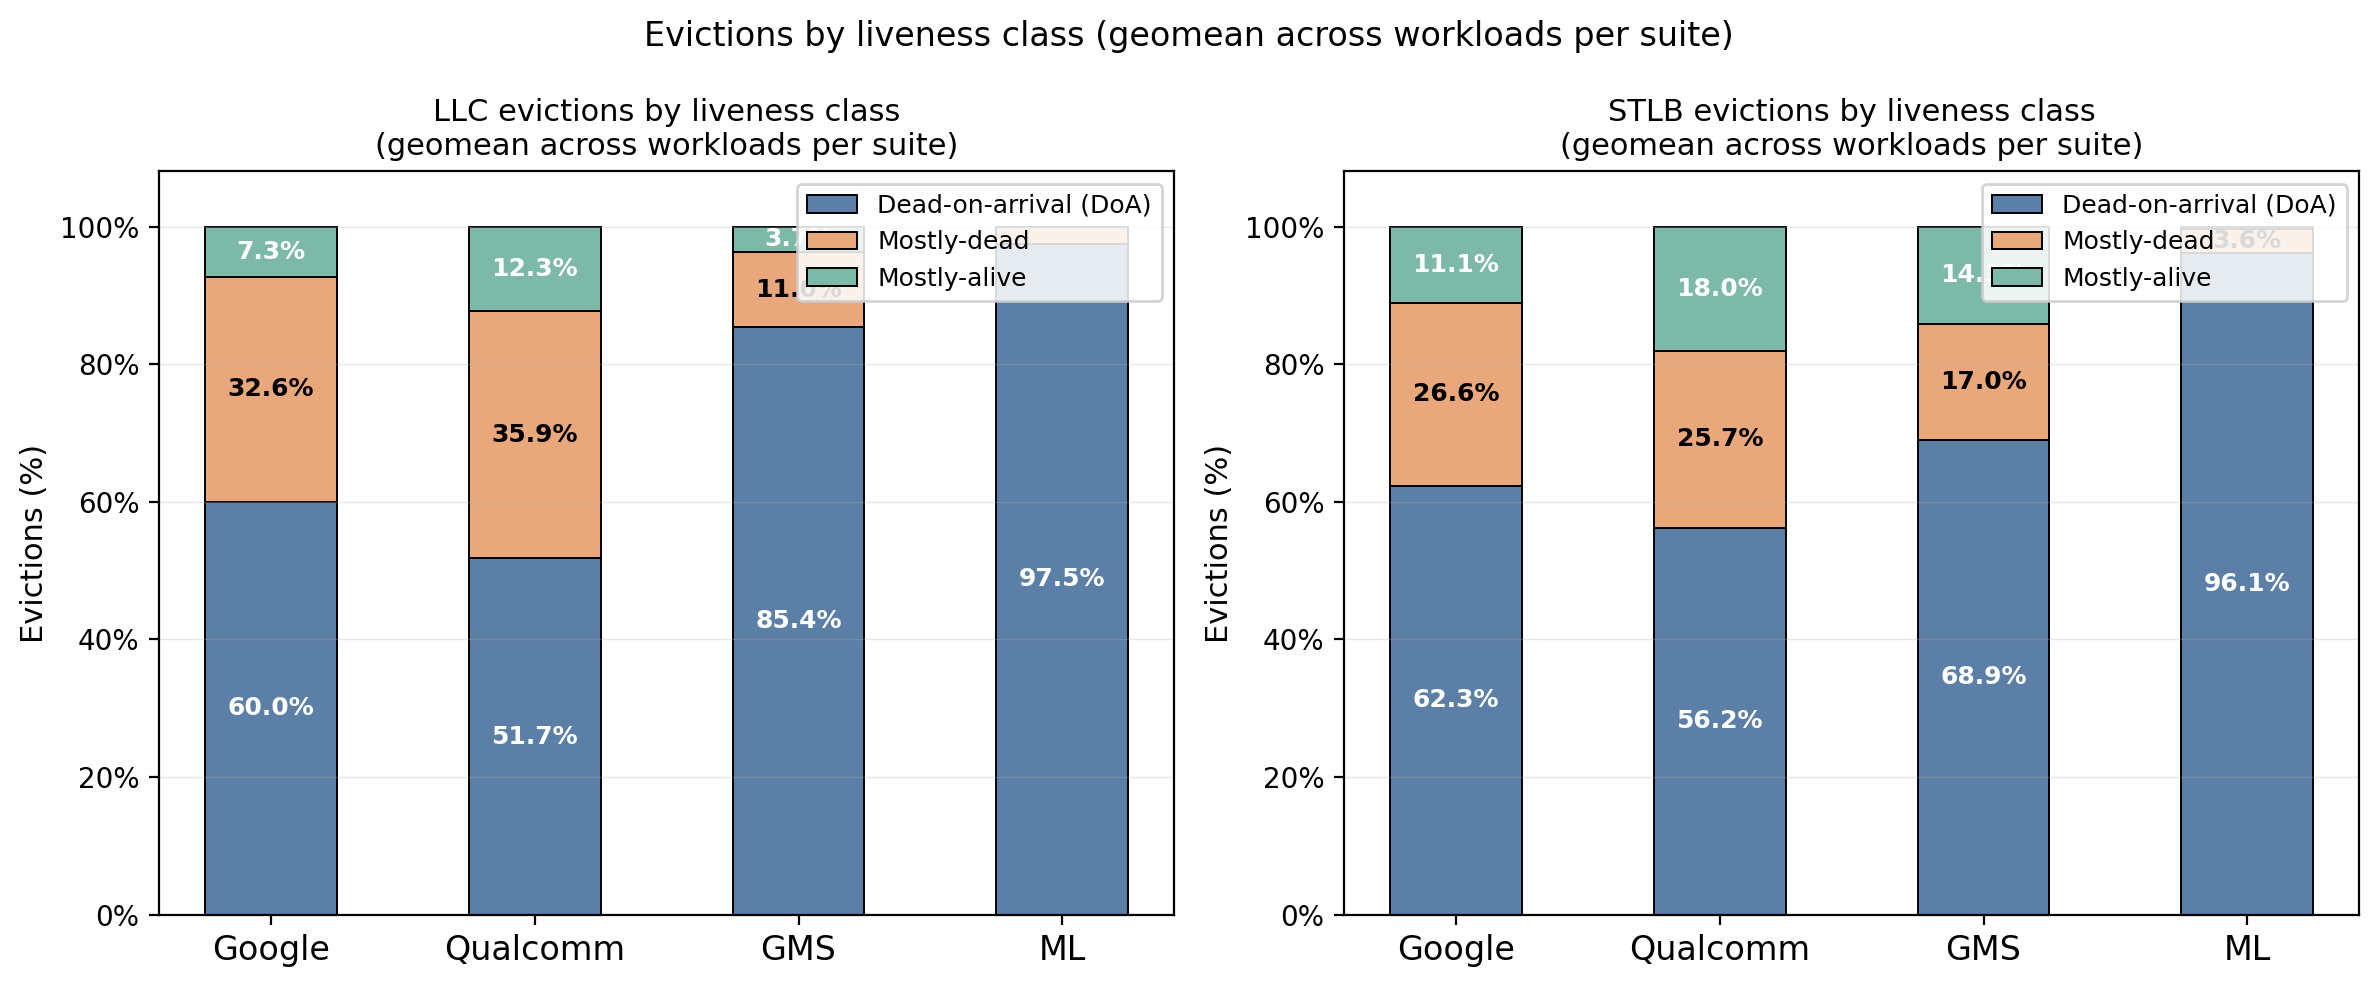 Evictions by liveness class (geomean across workloads per suite)
LLC evictions by liveness class
(geomean across workloads per suite)
Evictions (%)
100%
80%
60%
40%
20%
0%
Dead-on-arrival (DoA)
Mostly-dead
Mostly-alive
7.3%
32.6%
60.0%
12.3%
35.9%
51.7%
85.4%
97.5%
Google
Qualcomm
GMS
ML
STLB evictions by liveness class
(geomean across workloads per suite)
Evictions (%)
100%
80%
60%
40%
20%
0%
Dead-on-arrival (DoA)
Mostly-dead
Mostly-alive
11.1%
26.6%
62.3%
18.0%
25.7%
56.2%
17.0%
68.9%
3.6%
96.1%
Google
Qualcomm
GMS
ML